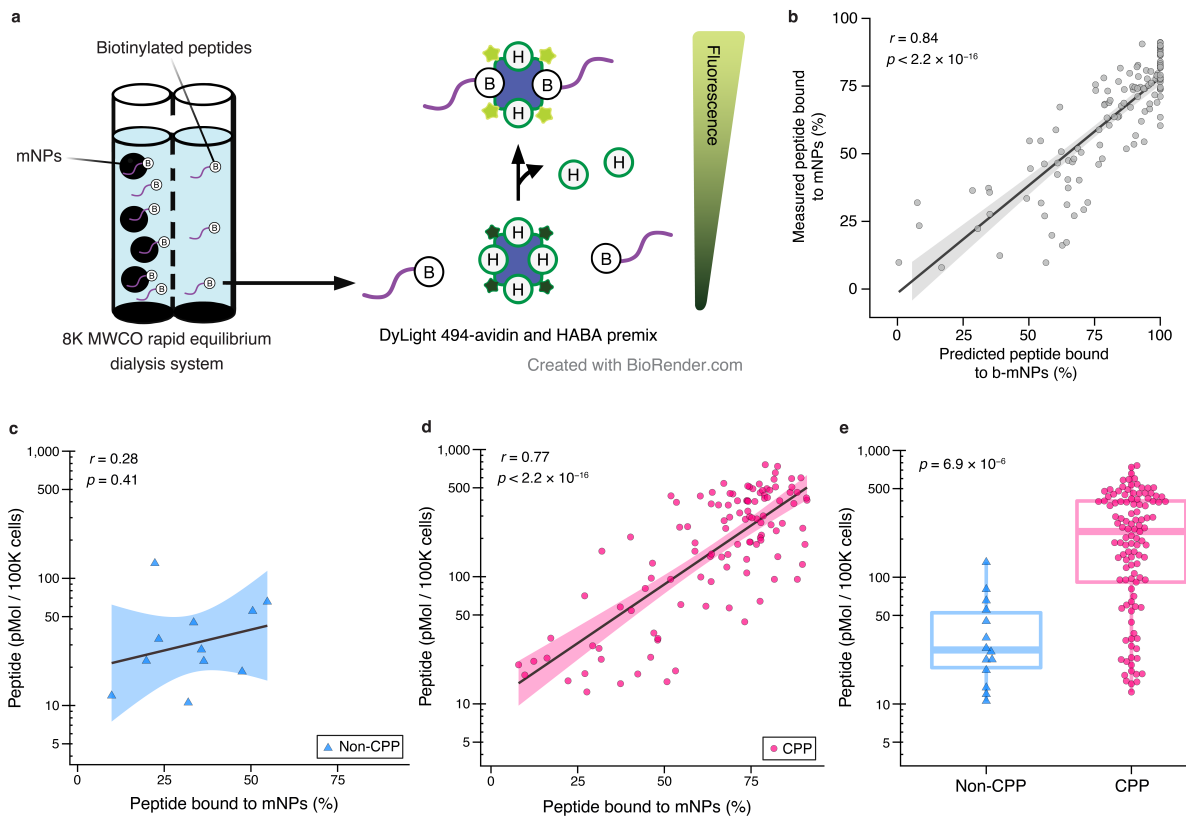 a
Biotinylated peptides
mNPs
B
B
B
B
B
B
B
B
B
8K MWCO rapid equilibrium
dialysis system
H
B
B
H
H
H
H
H
H
H
B
B
DyLight 494-avidin and HABA premix
Created with BioRender.com
Fluorescence
b
r = 0.84
p < 2.2 × 10⁻¹⁶
Measured peptide bound
to mNPs (%)
100
75
50
25
0
0
25
50
75
100
Predicted peptide bound
to b-mNPs (%)
c
r = 0.28
p = 0.41
Peptide (pMol / 100K cells)
1,000
500
100
50
10
5
Non-CPP
0
25
50
75
Peptide bound to mNPs (%)
d
r = 0.77
p < 2.2 × 10⁻¹⁶
Peptide (pMol / 100K cells)
1,000
500
100
50
10
5
CPP
0
25
50
75
Peptide bound to mNPs (%)
e
p = 6.9 × 10⁻⁶
Peptide (pMol / 100K cells)
1,000
500
100
50
10
5
Non-CPP
CPP